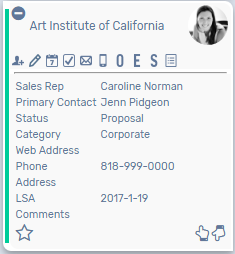 Art Institute of California
7 O E S
Sales Rep Caroline Norman
Primary Contact Jenn Pidgeon
Status Proposal
Category Corporate
Web Address
Phone 818-999-0000
Address
LSA 2017-1-19
Comments